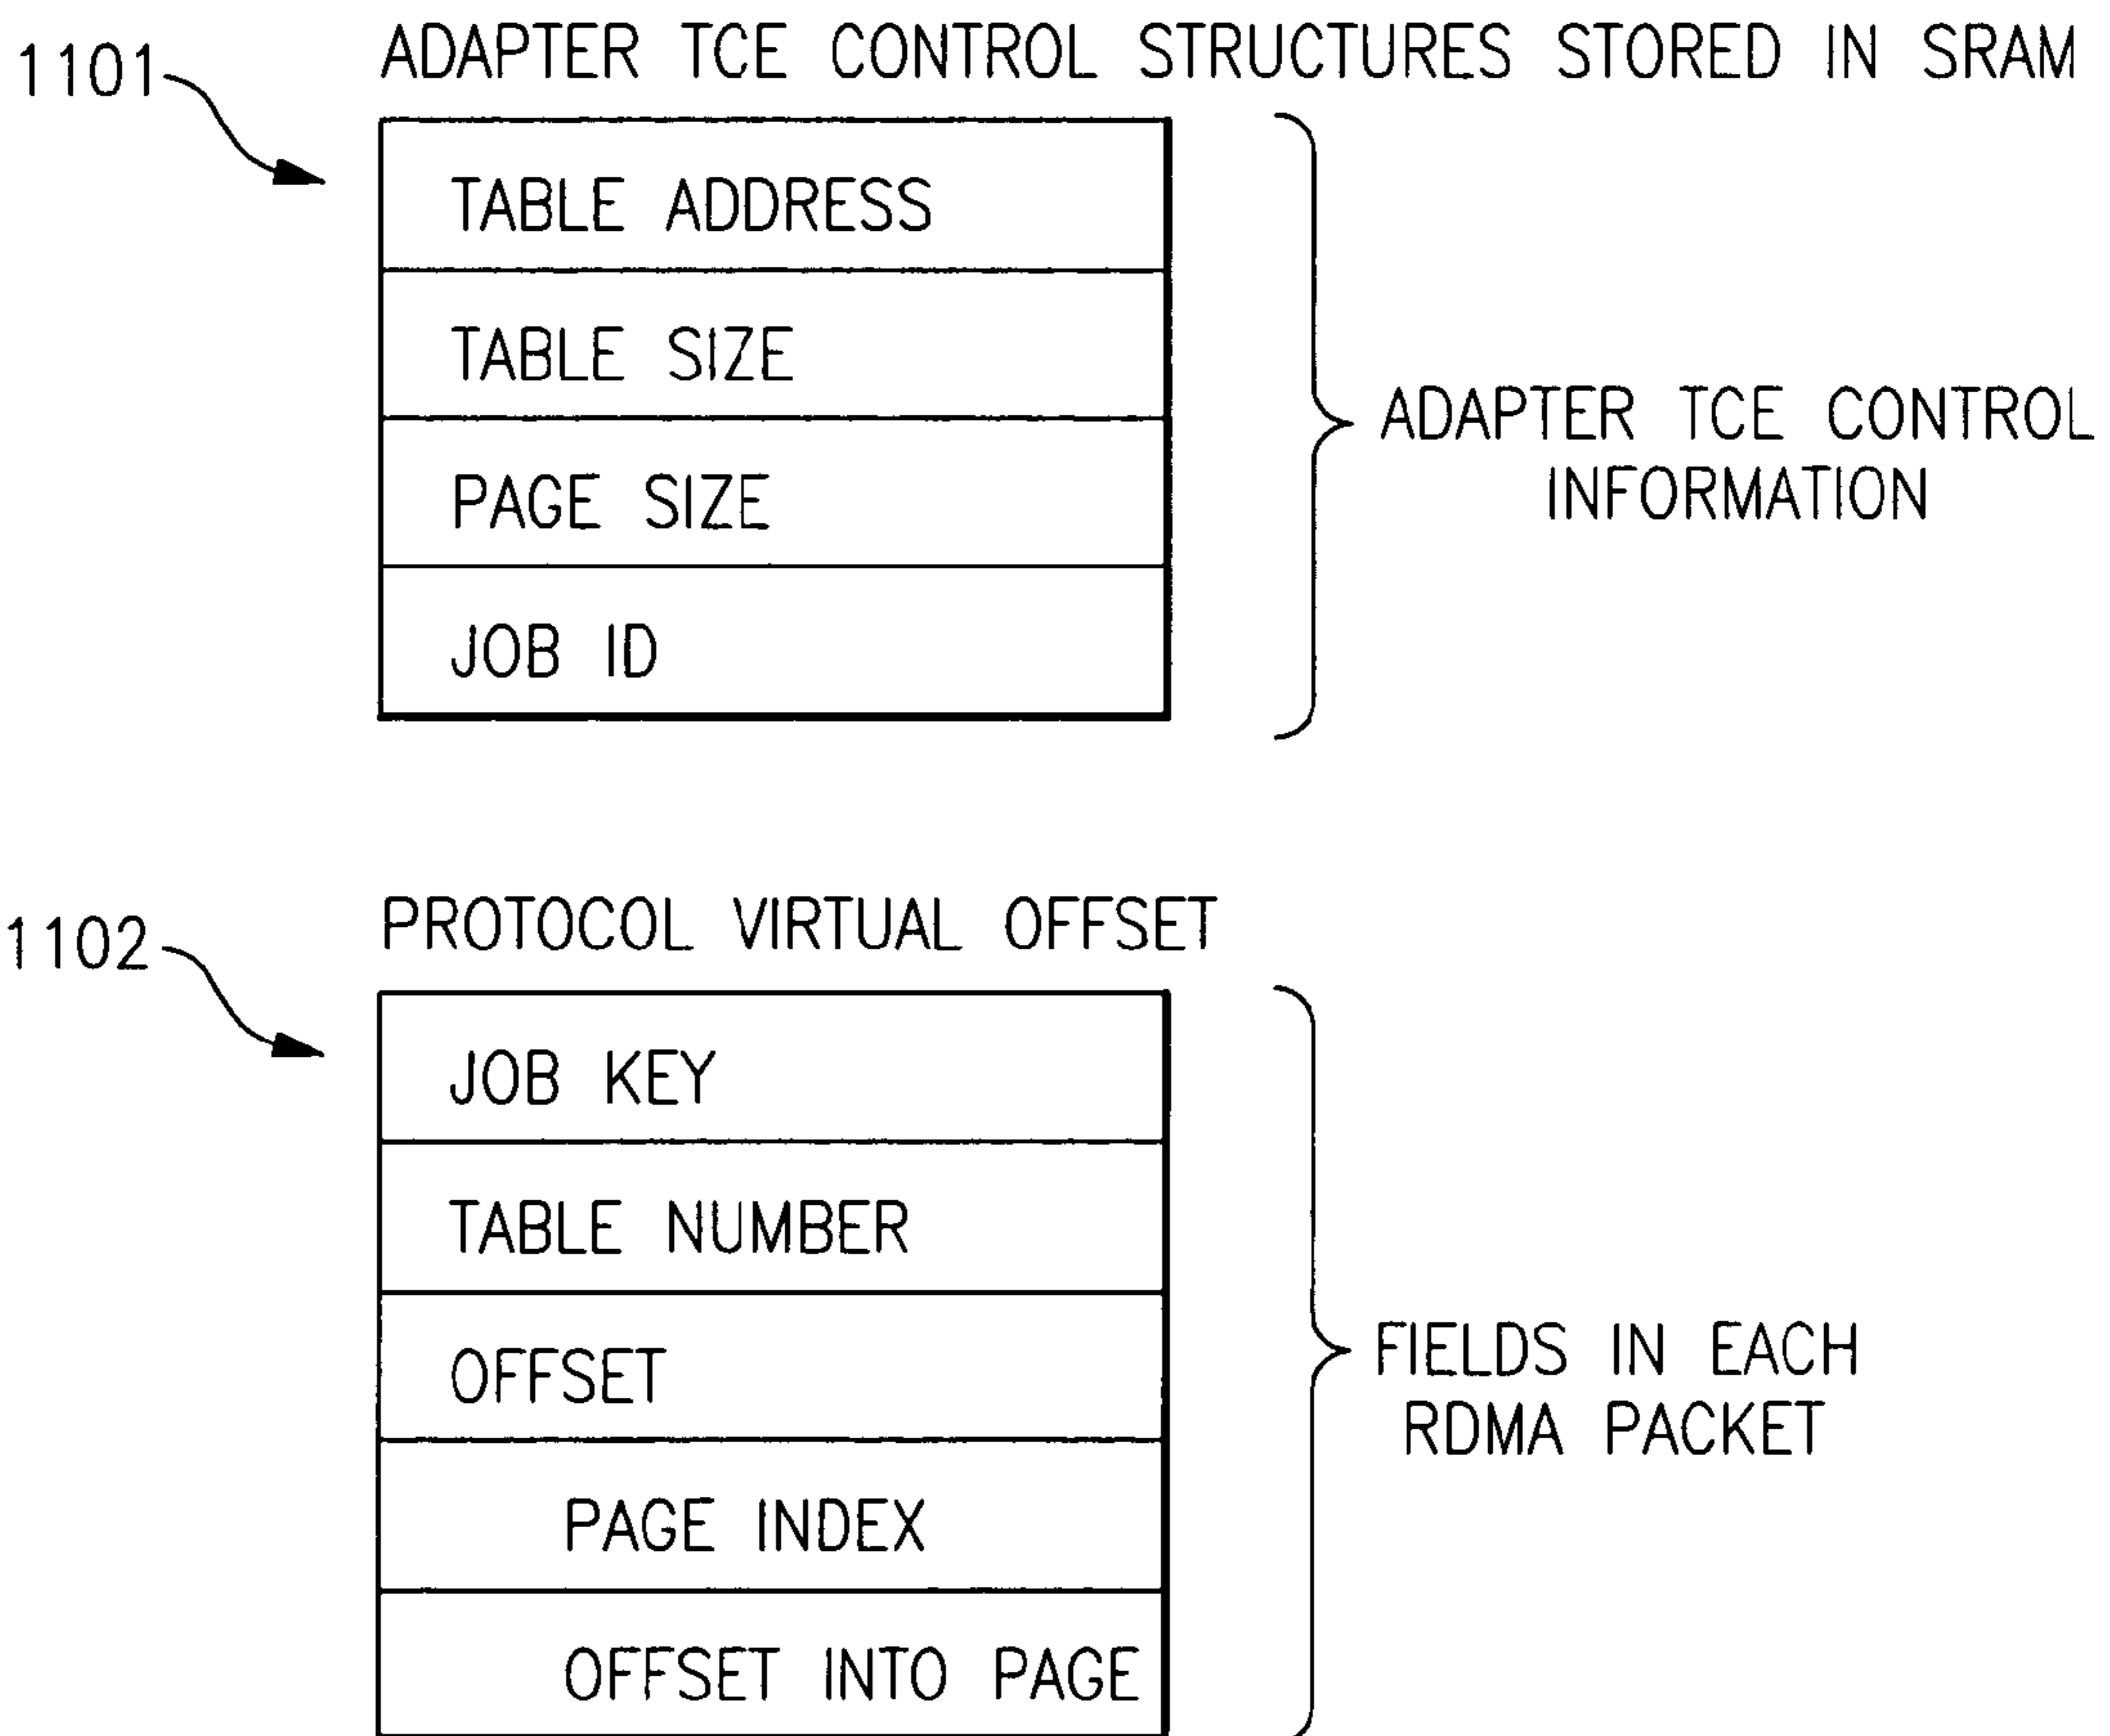 1101
ADAPTER TCE CONTROL STRUCTURES STORED IN SRAM
TABLE ADDRESS
TABLE SIZE
PAGE SIZE
JOB ID
ADAPTER TCE CONTROL
INFORMATION
1102
PROTOCOL VIRTUAL OFFSET
JOB KEY
TABLE NUMBER
OFFSET
PAGE INDEX
OFFSET INTO PAGE
FIELDS IN EACH
RDMA PACKET